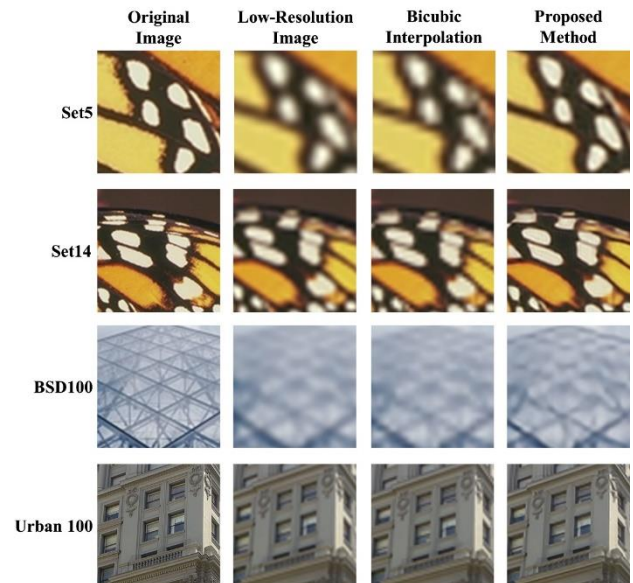 Original Image
Low-Resolution Image
Bicubic Interpolation
Proposed Method
Set5
Set14
BSD100
Urban 100